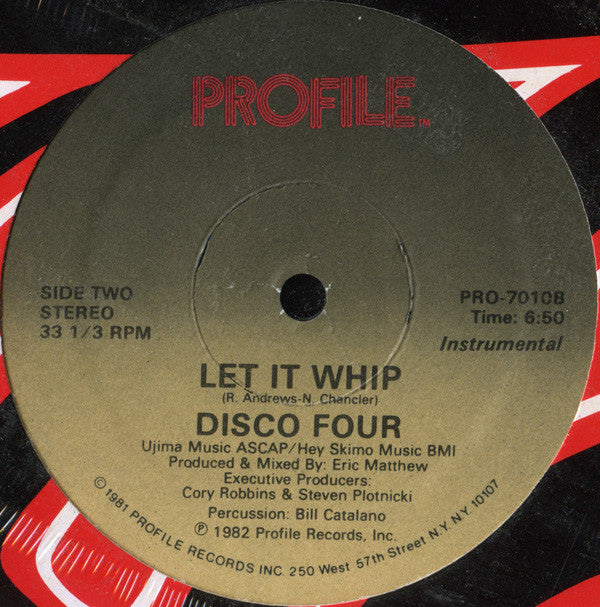 PROFILE TM
SIDE TWO
STEREO
33 1/3 RPM
PRO-7010B
Time: 6:50
Instrumental
LET IT WHIP
(R. Andrews-N. Chancler)
DISCO FOUR
Ujima Music ASCAP/Hey Skimo Music BMI
Produced & Mixed By: Eric Matthew
Executive Producers:
Cory Robbins & Steven Plotnicki
Percussion: Bill Catalano
℗ 1982 Profile Records, Inc.
© 1981 PROFILE RECORDS INC. 250 West 57th Street N.Y. NY 10107